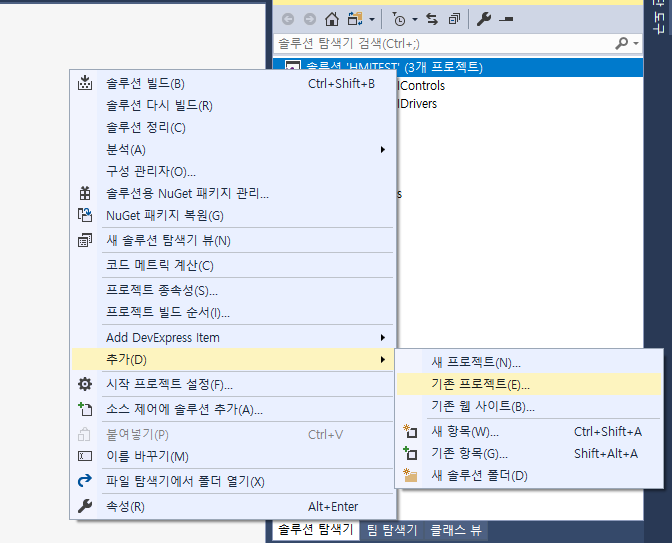 솔루션 탐색기 검색(Ctrl+;)
솔루션 'HMITEST' (3개 프로젝트)
lControls
lDrivers
s
솔루션 빌드(B) Ctrl+Shift+B
솔루션 다시 빌드(R)
솔루션 정리(C)
분석(A)
구성 관리자(O)...
솔루션용 NuGet 패키지 관리...
NuGet 패키지 복원(G)
새 솔루션 탐색기 뷰(N)
코드 메트릭 계산(C)
프로젝트 종속성(S)...
프로젝트 빌드 순서(I)...
Add DevExpress Item
추가(D)
시작 프로젝트 설정(F)...
소스 제어에 솔루션 추가(A)...
붙여넣기(P) Ctrl+V
이름 바꾸기(M)
파일 탐색기에서 폴더 열기(X)
속성(R) Alt+Enter
새 프로젝트(N)...
기존 프로젝트(E)...
기존 웹 사이트(B)...
새 항목(W)... Ctrl+Shift+A
기존 항목(G)... Shift+Alt+A
새 솔루션 폴더(D)
솔루션 탐색기 팀 탐색기 클래스 뷰
도구